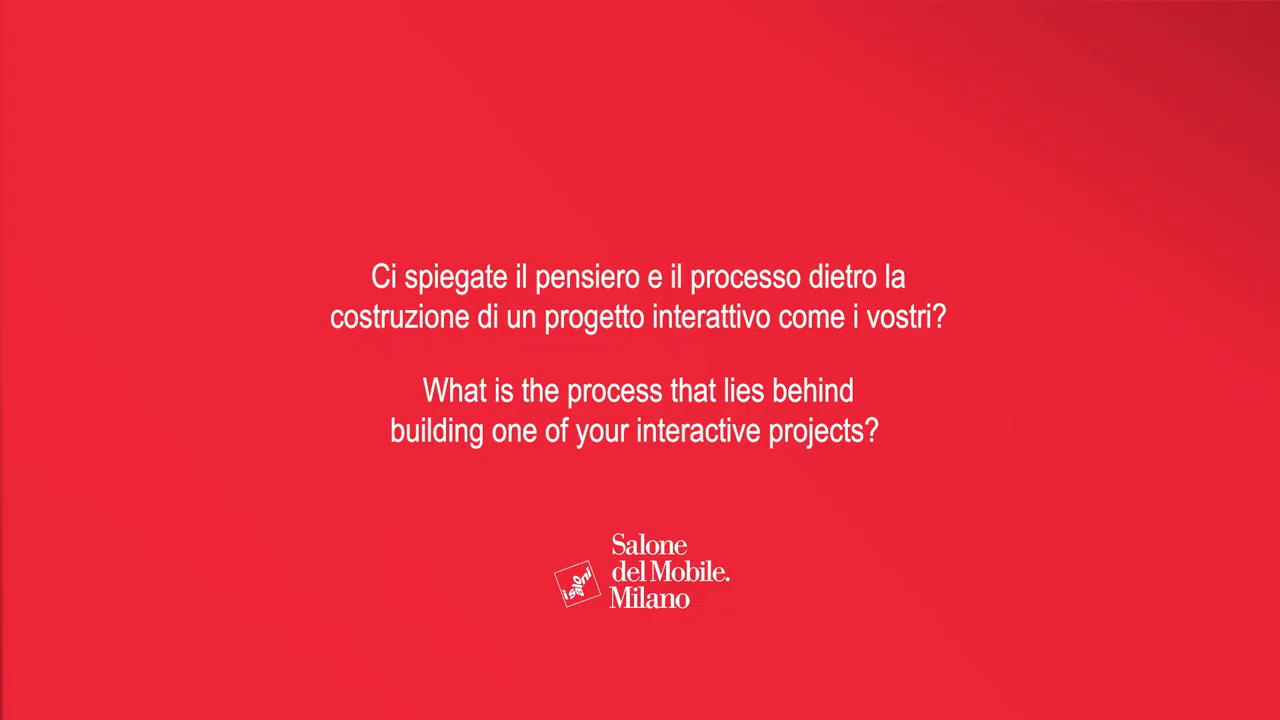 Ci spiegate il pensiero e il processo dietro la
costruzione di un progetto interattivo come i vostri?
What is the process that lies behind
building one of your interactive projects?
Salone
del Mobile.
Milano
i saloni